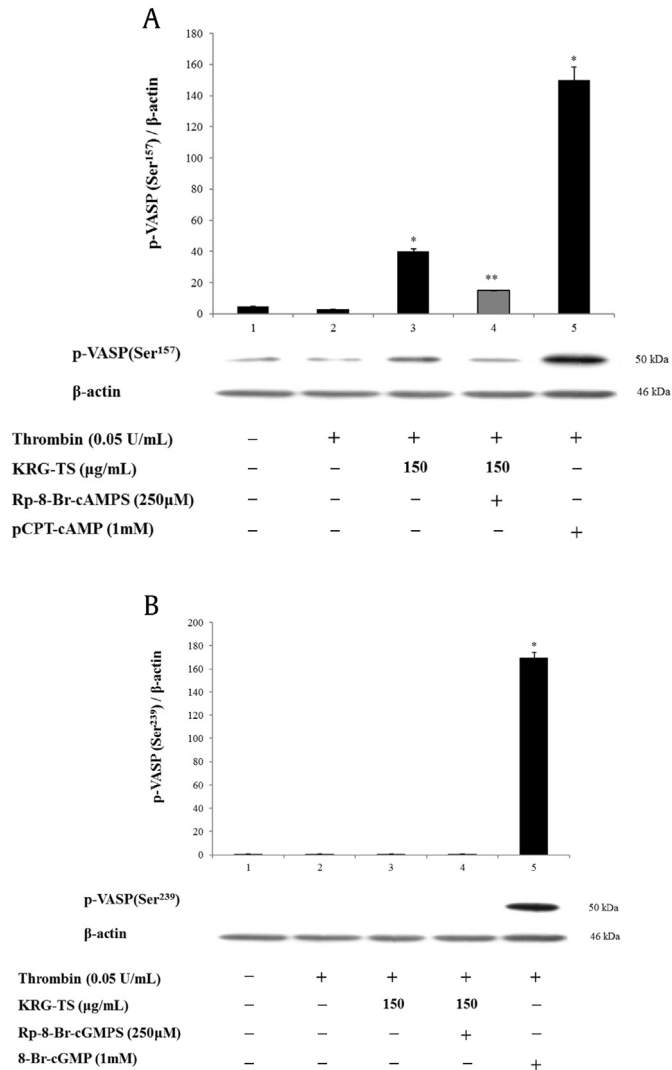 A
p-VASP (Ser157) / β-actin
180
160
140
120
100
80
60
40
20
0
*
**
*
1 2 3 4 5
p-VASP(Ser157) 50 kDa
β-actin 46 kDa
Thrombin (0.05 U/mL) – + + + +
KRG-TS (µg/mL) – – 150 150 –
Rp-8-Br-cAMPS (250µM) – – – + –
pCPT-cAMP (1mM) – – – – +
B
p-VASP (Ser239) / β-actin
200
180
160
140
120
100
80
60
40
20
0
*
1 2 3 4 5
p-VASP(Ser239) 50 kDa
β-actin 46 kDa
Thrombin (0.05 U/mL) – + + + +
KRG-TS (µg/mL) – – 150 150 –
Rp-8-Br-cGMPS (250µM) – – – + –
8-Br-cGMP (1mM) – – – – +